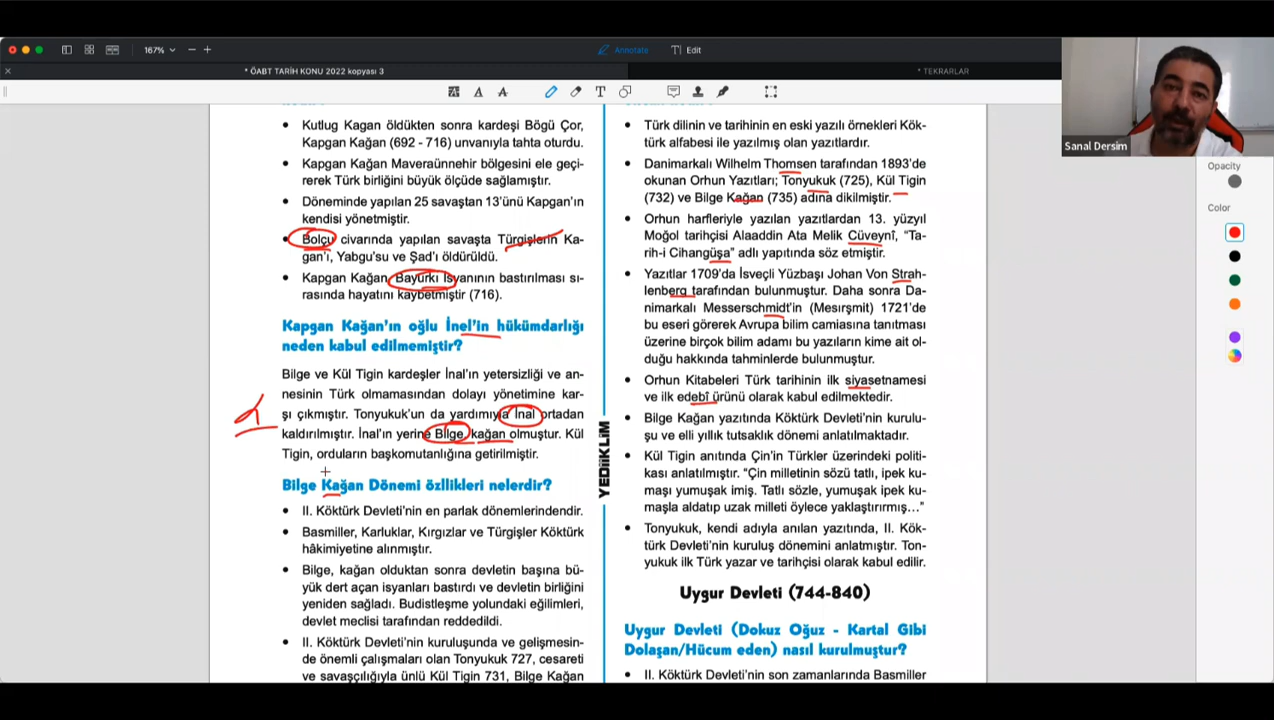 167%
Annotate
Edit
* ÖABT TARİH KONU 2022 kopyası 3
* TEKRARLAR
Sanal Dersim
Opacity
Color
Kutlug Kagan öldükten sonra kardeşi Bögü Çor,
Kapgan Kağan (692 - 716) unvanıyla tahta oturdu.
Kapgan Kağan Maveraünnehir bölgesini ele geçi-
rerek Türk birliğini büyük ölçüde sağlamıştır.
Döneminde yapılan 25 savaştan 13'ünü Kapgan'ın
kendisi yönetmiştir.
Bolçu civarında yapılan savaşta Türgişlerin Ka-
gan'ı, Yabgu'su ve Şad'ı öldürüldü.
Kapgan Kağan, Bayırkı İsyanının bastırılması sı-
rasında hayatını kaybetmiştir (716).
Kapgan Kağan'ın oğlu İnel'in hükümdarlığı
neden kabul edilmemiştir?
Bilge ve Kül Tigin kardeşler İnal'ın yetersizliği ve an-
nesinin Türk olmamasından dolayı yönetimine kar-
şı çıkmıştır. Tonyukuk'un da yardımıyla İnal ortadan
kaldırılmıştır. İnal'ın yerine Bilge kağan olmuştur. Kül
Tigin, orduların başkomutanlığına getirilmiştir.
Bilge Kağan Dönemi özllikleri nelerdir?
II. Köktürk Devleti'nin en parlak dönemlerindendir.
Basmiller, Karluklar, Kırgızlar ve Türgişler Köktürk
hâkimiyetine alınmıştır.
Bilge, kağan olduktan sonra devletin başına bü-
yük dert açan isyanları bastırdı ve devletin birliğini
yeniden sağladı. Budistleşme yolundaki eğilimleri,
devlet meclisi tarafından reddedildi.
II. Köktürk Devleti'nin kuruluşunda ve gelişmesin-
de önemli çalışmaları olan Tonyukuk 727, cesareti
ve savaşçılığıyla ünlü Kül Tigin 731, Bilge Kağan
YEDİİKLİM
Türk dilinin ve tarihinin en eski yazılı örnekleri Kök-
türk alfabesi ile yazılmış olan yazıtlardır.
Danimarkalı Wilhelm Thomsen tarafından 1893'de
okunan Orhun Yazıtları; Tonyukuk (725), Kül Tigin
(732) ve Bilge Kağan (735) adına dikilmiştir.
Orhun harfleriyle yazılan yazıtlardan 13. yüzyıl
Moğol tarihçisi Alaaddin Ata Melik Cüveynî, "Ta-
rih-i Cihangüşa" adlı yapıtında söz etmiştir.
Yazıtlar 1709'da İsveçli Yüzbaşı Johan Von Strah-
lenberg tarafından bulunmuştur. Daha sonra Da-
nimarkalı Messerschmidt'in (Mesırşmit) 1721'de
bu eseri görerek Avrupa bilim camiasına tanıtması
üzerine birçok bilim adamı bu yazıların kime ait ol-
duğu hakkında tahminlerde bulunmuştur.
Orhun Kitabeleri Türk tarihinin ilk siyasetnamesi
ve ilk edebî ürünü olarak kabul edilmektedir.
Bilge Kağan yazıtında Köktürk Devleti'nin kurulu-
şu ve elli yıllık tutsaklık dönemi anlatılmaktadır.
Kül Tigin anıtında Çin'in Türkler üzerindeki politi-
kası anlatılmıştır. "Çin milletinin sözü tatlı, ipek ku-
maşı yumuşak imiş. Tatlı sözle, yumuşak ipek ku-
maşla aldatıp uzak milleti öylece yaklaştırırmış..."
Tonyukuk, kendi adıyla anılan yazıtında, II. Kök-
türk Devleti'nin kuruluş dönemini anlatmıştır. Ton-
yukuk ilk Türk yazar ve tarihçisi olarak kabul edilir.
Uygur Devleti (744-840)
Uygur Devleti (Dokuz Oğuz - Kartal Gibi
Dolaşan/Hücum eden) nasıl kurulmuştur?
II. Köktürk Devleti'nin son zamanlarında Basmiller